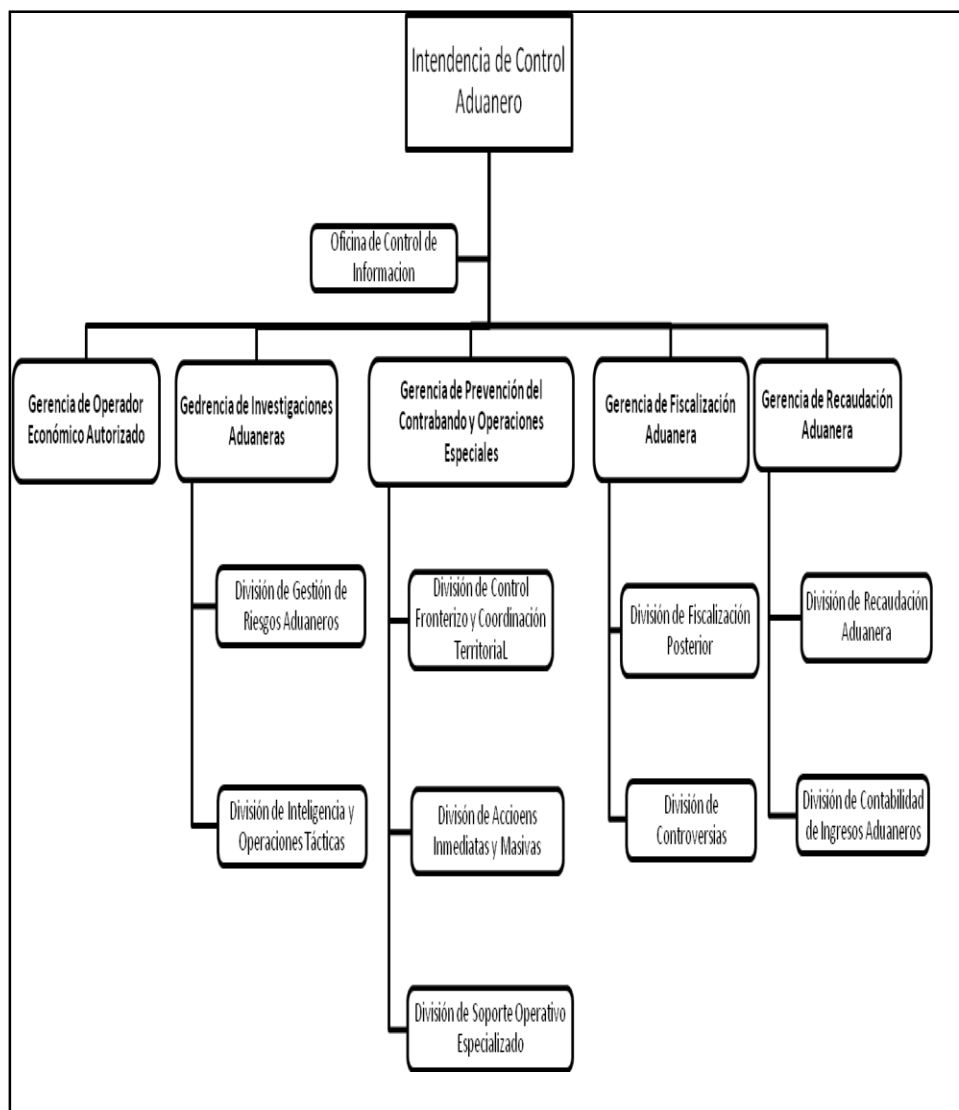 Intendencia de Control
Aduanero
Oficina de Control de
Informacion
Gerencia de Operador
Económico Autorizado
Gedrencia de Investigaciones
Aduaneras
Gerencia de Prevención del
Contrabando y Operaciones
Especiales
Gerencia de Fiscalización
Aduanera
Gerencia de Recaudación
Aduanera
División de Gestión de
Riesgos Aduaneros
División de Control
Fronterizo y Coordinación
TerritoriaL
División de Fiscalización
Posterior
División de Recaudación
Aduanera
División de Inteligencia y
Operaciones Tácticas
División de Accioens
Inmediatas y Masivas
División de
Controversias
División de Contabilidad
de Ingresos Aduaneros
División de Soporte Operativo
Especializado